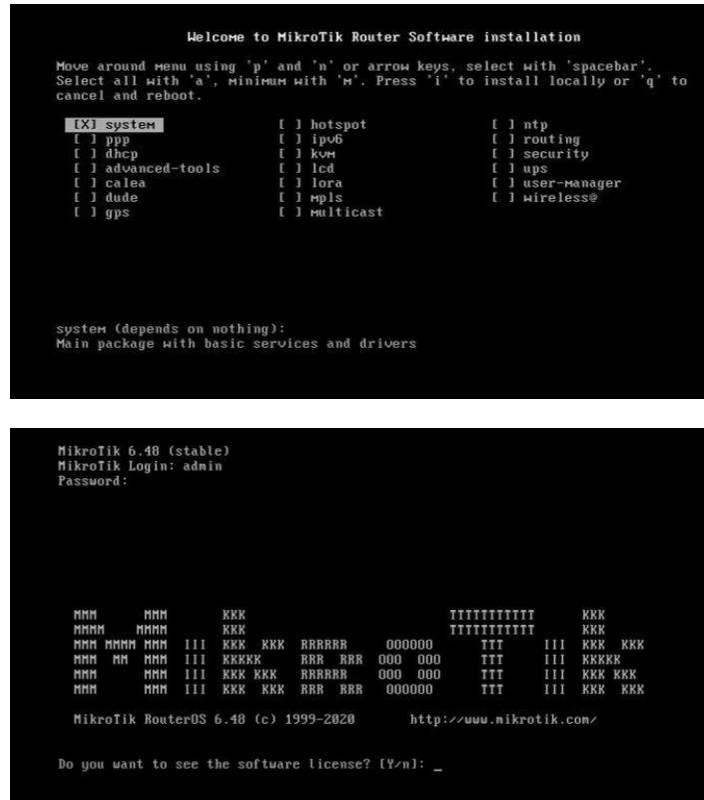 Welcome to MikroTik Router Software installation
Move around menu using 'p' and 'n' or arrow keys, select with 'spacebar'.
Select all with 'a', minimum with 'm'. Press 'i' to install locally or 'q' to
cancel and reboot.
[X] system [ ] hotspot [ ] ntp
[ ] ppp [ ] ipv6 [ ] routing
[ ] dhcp [ ] kvm [ ] security
[ ] advanced-tools [ ] lcd [ ] ups
[ ] calea [ ] lora [ ] user-manager
[ ] dude [ ] mpls [ ] wireless@
[ ] gps [ ] multicast
system (depends on nothing):
Main package with basic services and drivers
MikroTik 6.48 (stable)
MikroTik Login: admin
Password:
MMM MMM KKK TTTTTTTTTTT KKK
MMMM MMMM KKK TTTTTTTTTTT KKK
MMM MMMM MMM III KKK KKK RRRRRR OOOOOO TTT III KKK KKK
MMM MM MMM III KKKKK RRR RRR OOO OOO TTT III KKKKK
MMM MMM III KKK KKK RRRRRR OOO OOO TTT III KKK KKK
MMM MMM III KKK KKK RRR RRR OOOOOO TTT III KKK KKK
MikroTik RouterOS 6.48 (c) 1999-2020 http://www.mikrotik.com/
Do you want to see the software license? [Y/n]: _